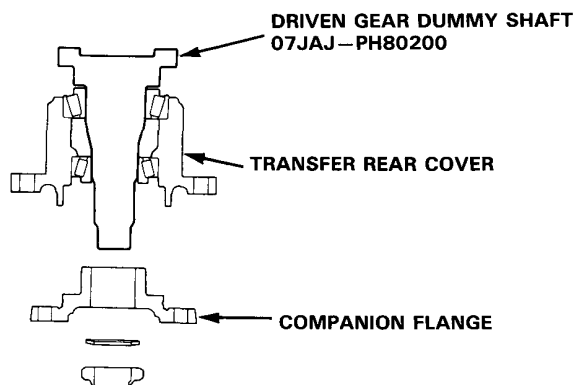 DRIVEN GEAR DUMMY SHAFT
07JAJ—PH80200
TRANSFER REAR COVER
COMPANION FLANGE